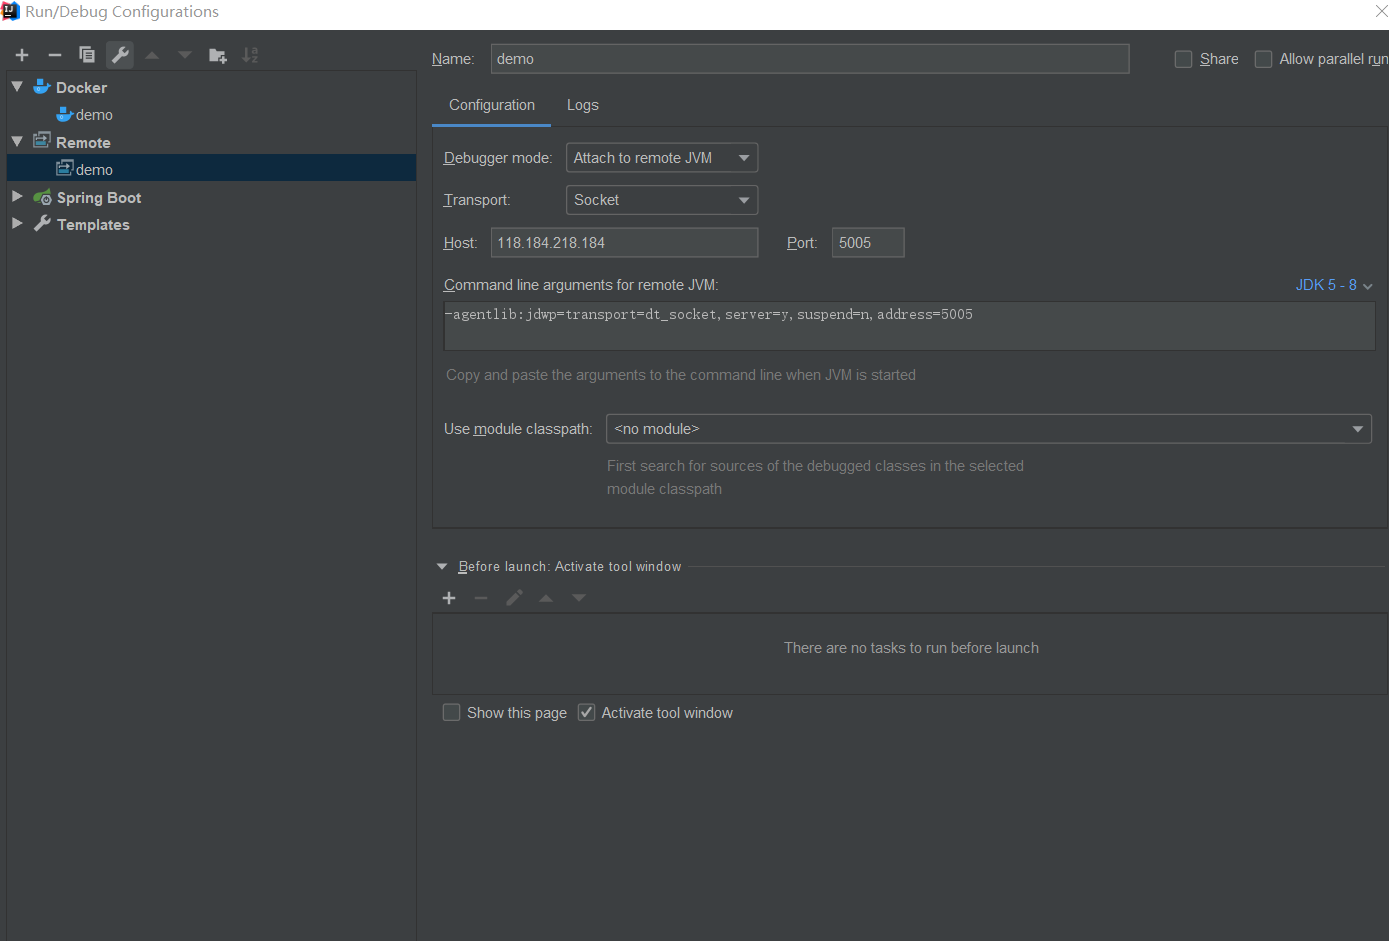 Run/Debug Configurations
Docker
demo
Remote
demo
Spring Boot
Templates
Name: demo
Share
Allow parallel run
Configuration
Logs
Debugger mode: Attach to remote JVM
Transport: Socket
Host: 118.184.218.184 Port: 5005
Command line arguments for remote JVM: JDK 5 - 8
-agentlib:jdwp=transport=dt_socket,server=y,suspend=n,address=5005
Copy and paste the arguments to the command line when JVM is started
Use module classpath: <no module>
First search for sources of the debugged classes in the selected
module classpath
Before launch: Activate tool window
There are no tasks to run before launch
Show this page
Activate tool window